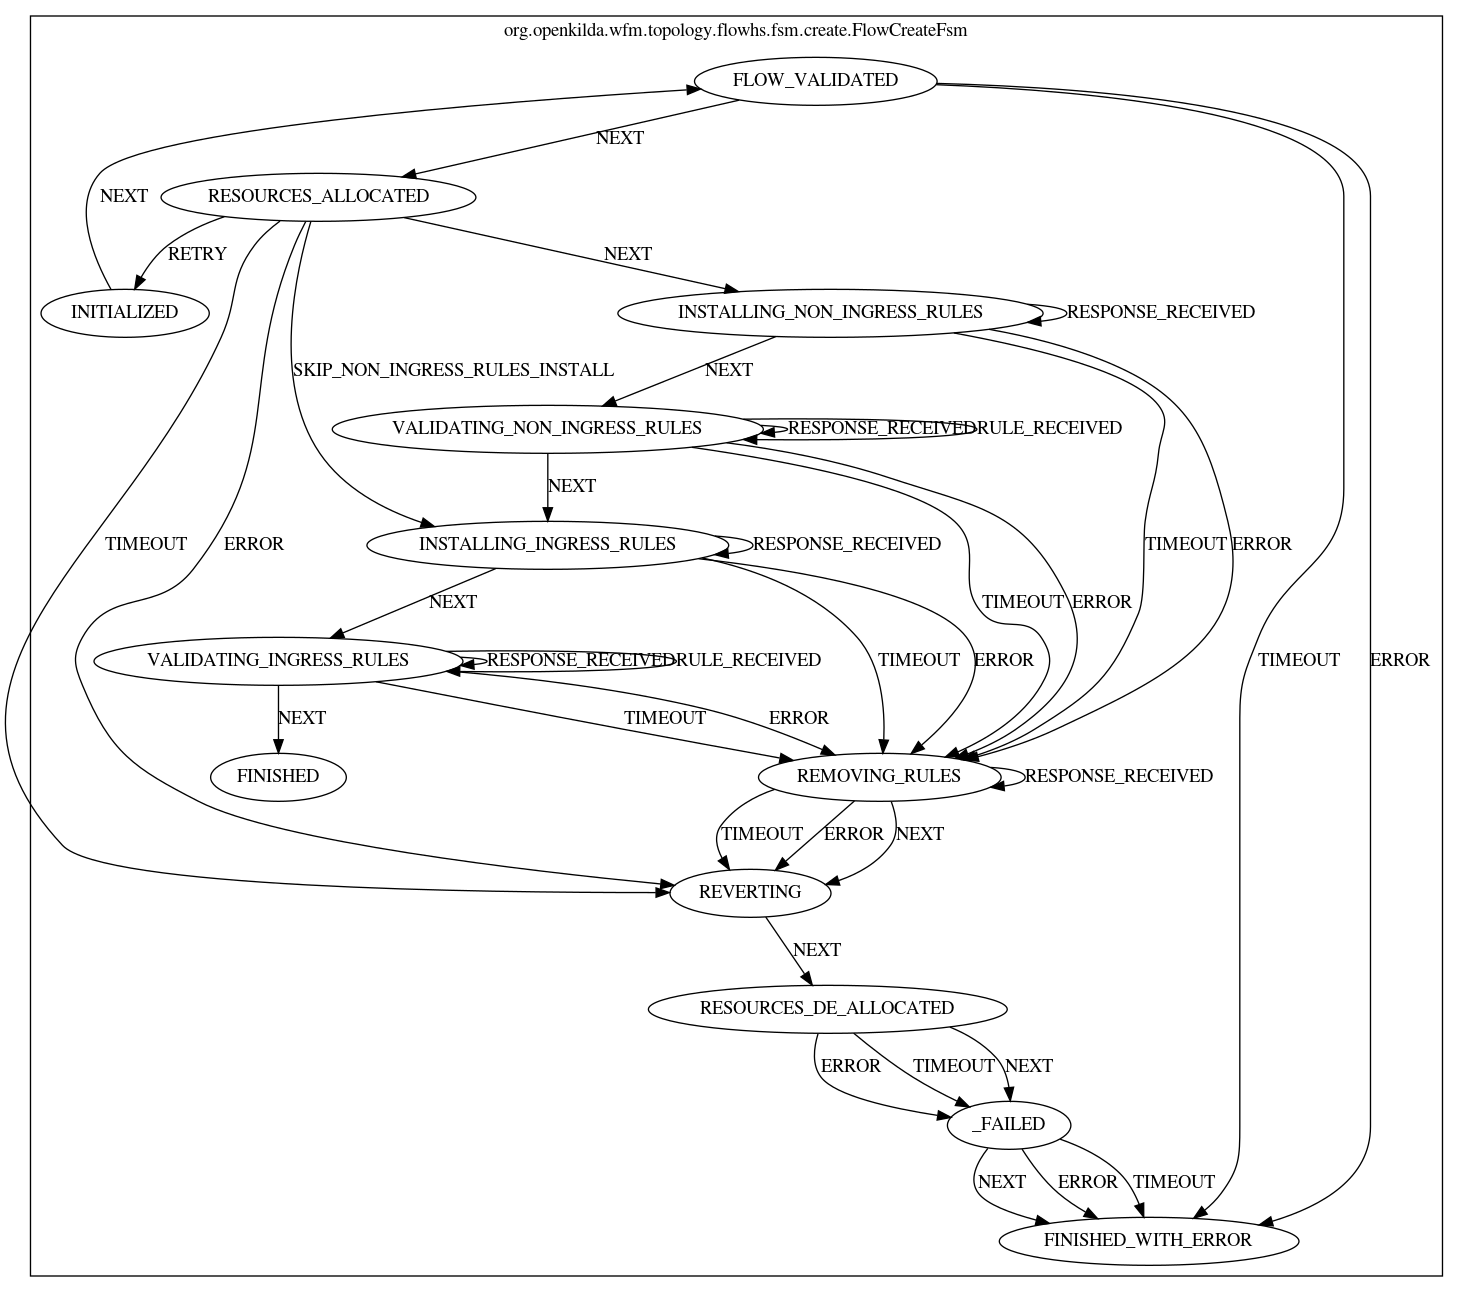 org.openkilda.wfm.topology.flowhs.fsm.create.FlowCreateFsm
FLOW_VALIDATED
NEXT
RESOURCES_ALLOCATED
NEXT
RETRY
NEXT
INITIALIZED
INSTALLING_NON_INGRESS_RULES
RESPONSE_RECEIVED
SKIP_NON_INGRESS_RULES_INSTALL
NEXT
VALIDATING_NON_INGRESS_RULES
RESPONSE_RECEIVED
RULE_RECEIVED
NEXT
TIMEOUT
ERROR
INSTALLING_INGRESS_RULES
RESPONSE_RECEIVED
TIMEOUT
ERROR
NEXT
TIMEOUT
ERROR
VALIDATING_INGRESS_RULES
RESPONSE_RECEIVED
RULE_RECEIVED
TIMEOUT
ERROR
TIMEOUT
ERROR
NEXT
TIMEOUT
ERROR
FINISHED
REMOVING_RULES
RESPONSE_RECEIVED
TIMEOUT
ERROR
NEXT
REVERTING
NEXT
RESOURCES_DE_ALLOCATED
ERROR
TIMEOUT
NEXT
_FAILED
NEXT
ERROR
TIMEOUT
FINISHED_WITH_ERROR